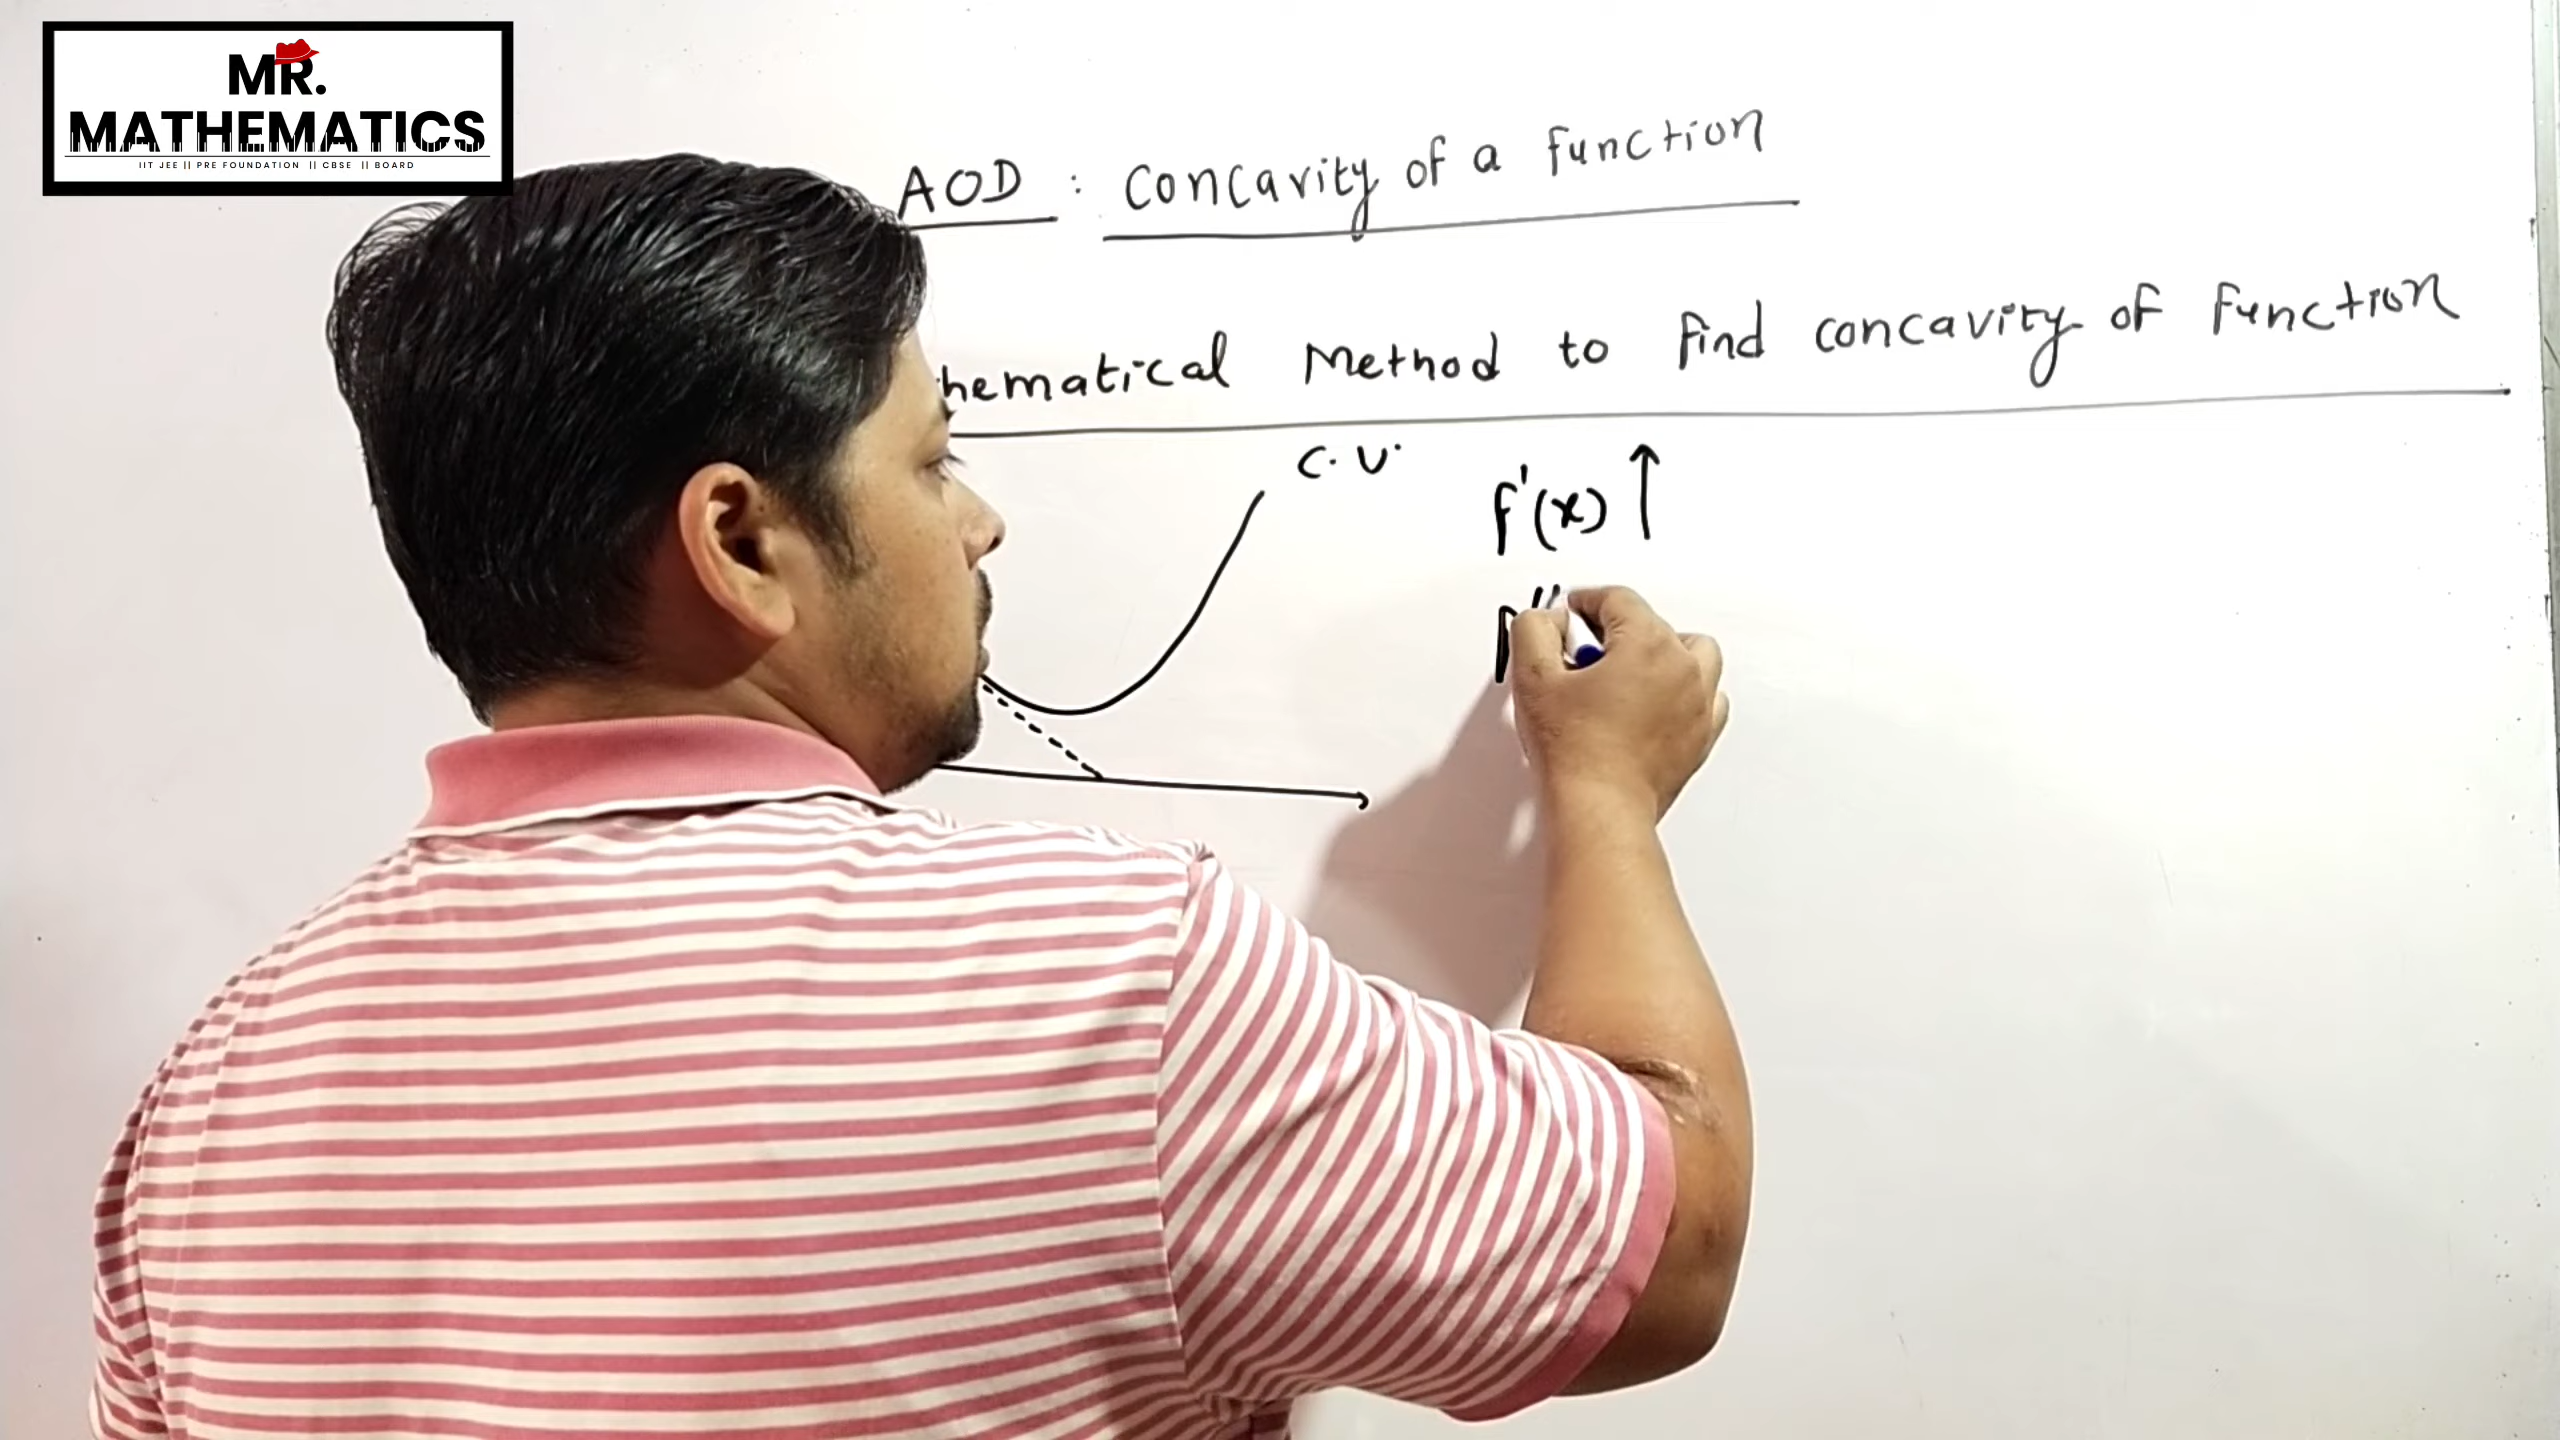 MR.
MATHEMATICS
IIT JEE || PRE FOUNDATION || CBSE || BOARD
AOD : Concavity of a function
hematical Method to find concavity of function
C.U.
f'(x) ↑
f''